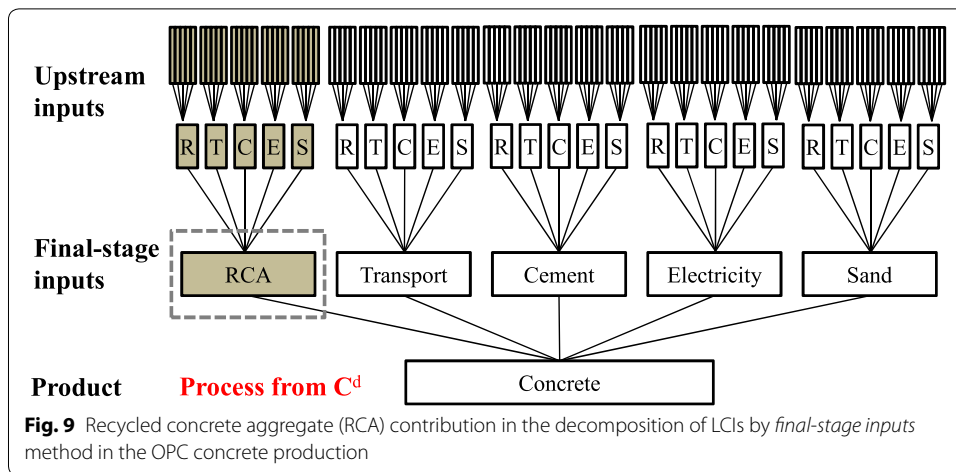 Upstream
inputs
R T C E S R T C E S R T C E S R T C E S R T C E S
Final-stage
inputs
RCA Transport Cement Electricity Sand
Product Process from Cᵈ Concrete
Fig. 9 Recycled concrete aggregate (RCA) contribution in the decomposition of LCIs by final-stage inputs
method in the OPC concrete production